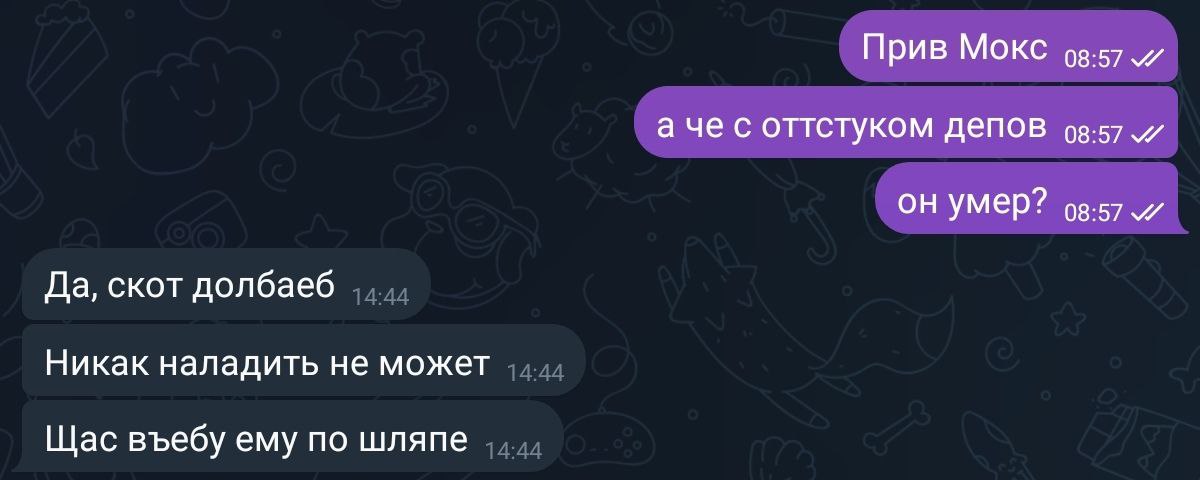 Прив Мокс 08:57
а че с оттстуком депов 08:57
он умер? 08:57
Да, скот долбаеб 14:44
Никак наладить не может 14:44
Щас въебу ему по шляпе 14:44